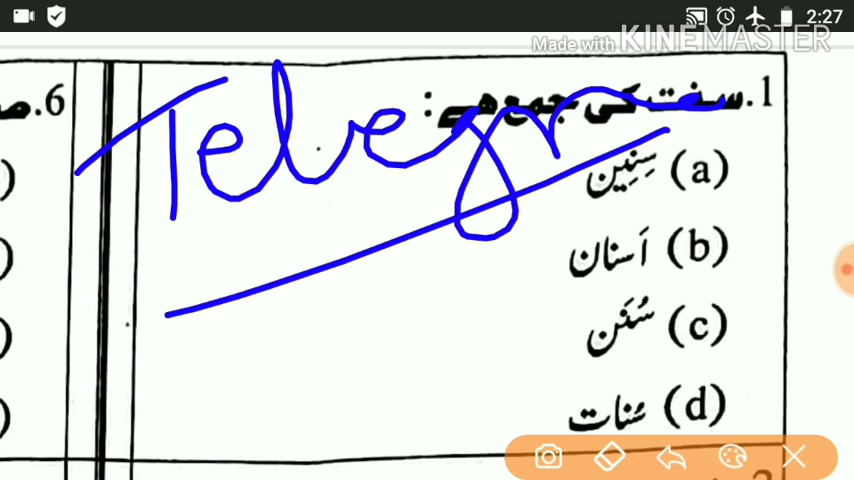 2:27
Made with KINEMASTER
1. سنت کی جمع ہے :
(a) سِنِین
(b) اَسنان
(c) سُنَن
(d) سُنات
6. 
Telegr